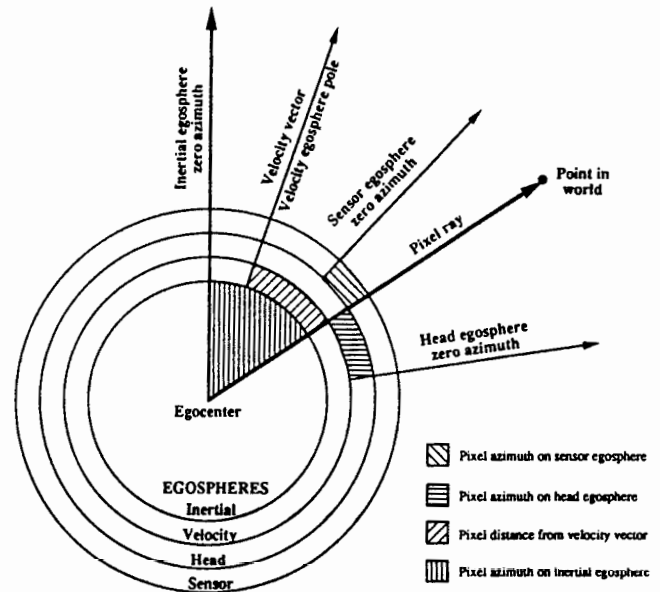 Inertial egosphere
zero azimuth
Velocity vector
Velocity egosphere pole
Sensor egosphere
zero azimuth
Pixel ray
Point in
world
Head egosphere
zero azimuth
Egocenter
EGOSPHERES
Inertial
Velocity
Head
Sensor
Pixel azimuth on sensor egosphere
Pixel azimuth on head egosphere
Pixel distance from velocity vector
Pixel azimuth on inertial egosphere